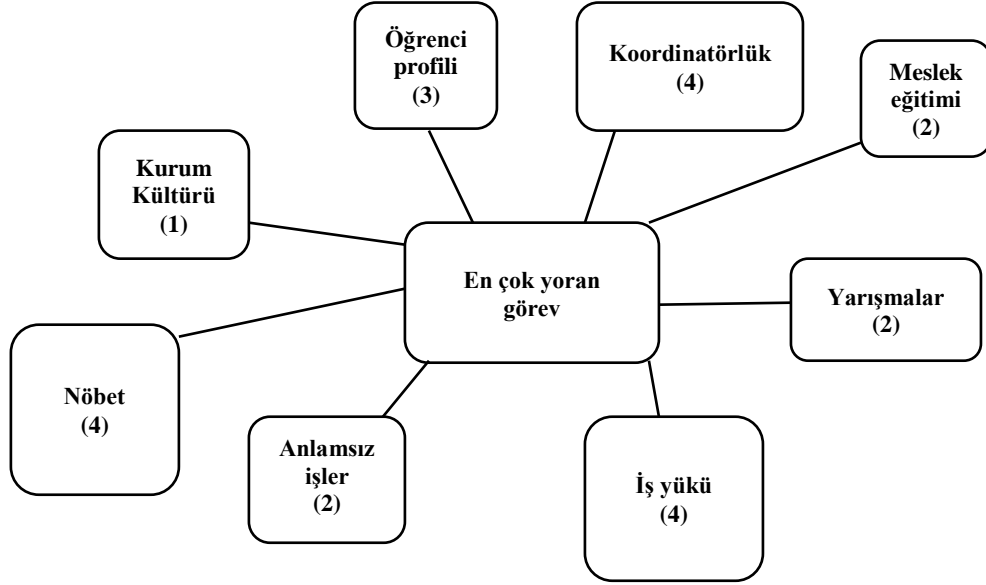 Öğrenci
profili
(3)
Koordinatörlük
(4)
Meslek
eğitimi
(2)
Kurum
Kültürü
(1)
En çok yoran
görev
Yarışmalar
(2)
Nöbet
(4)
Anlamsız
işler
(2)
İş yükü
(4)